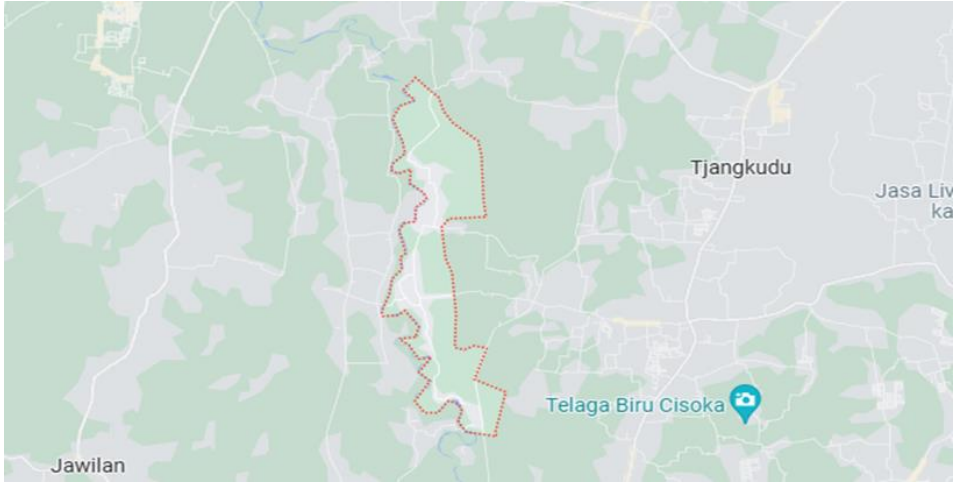 Tjangkudu
Jasa Liv
ka
Telaga Biru Cisoka
Jawilan